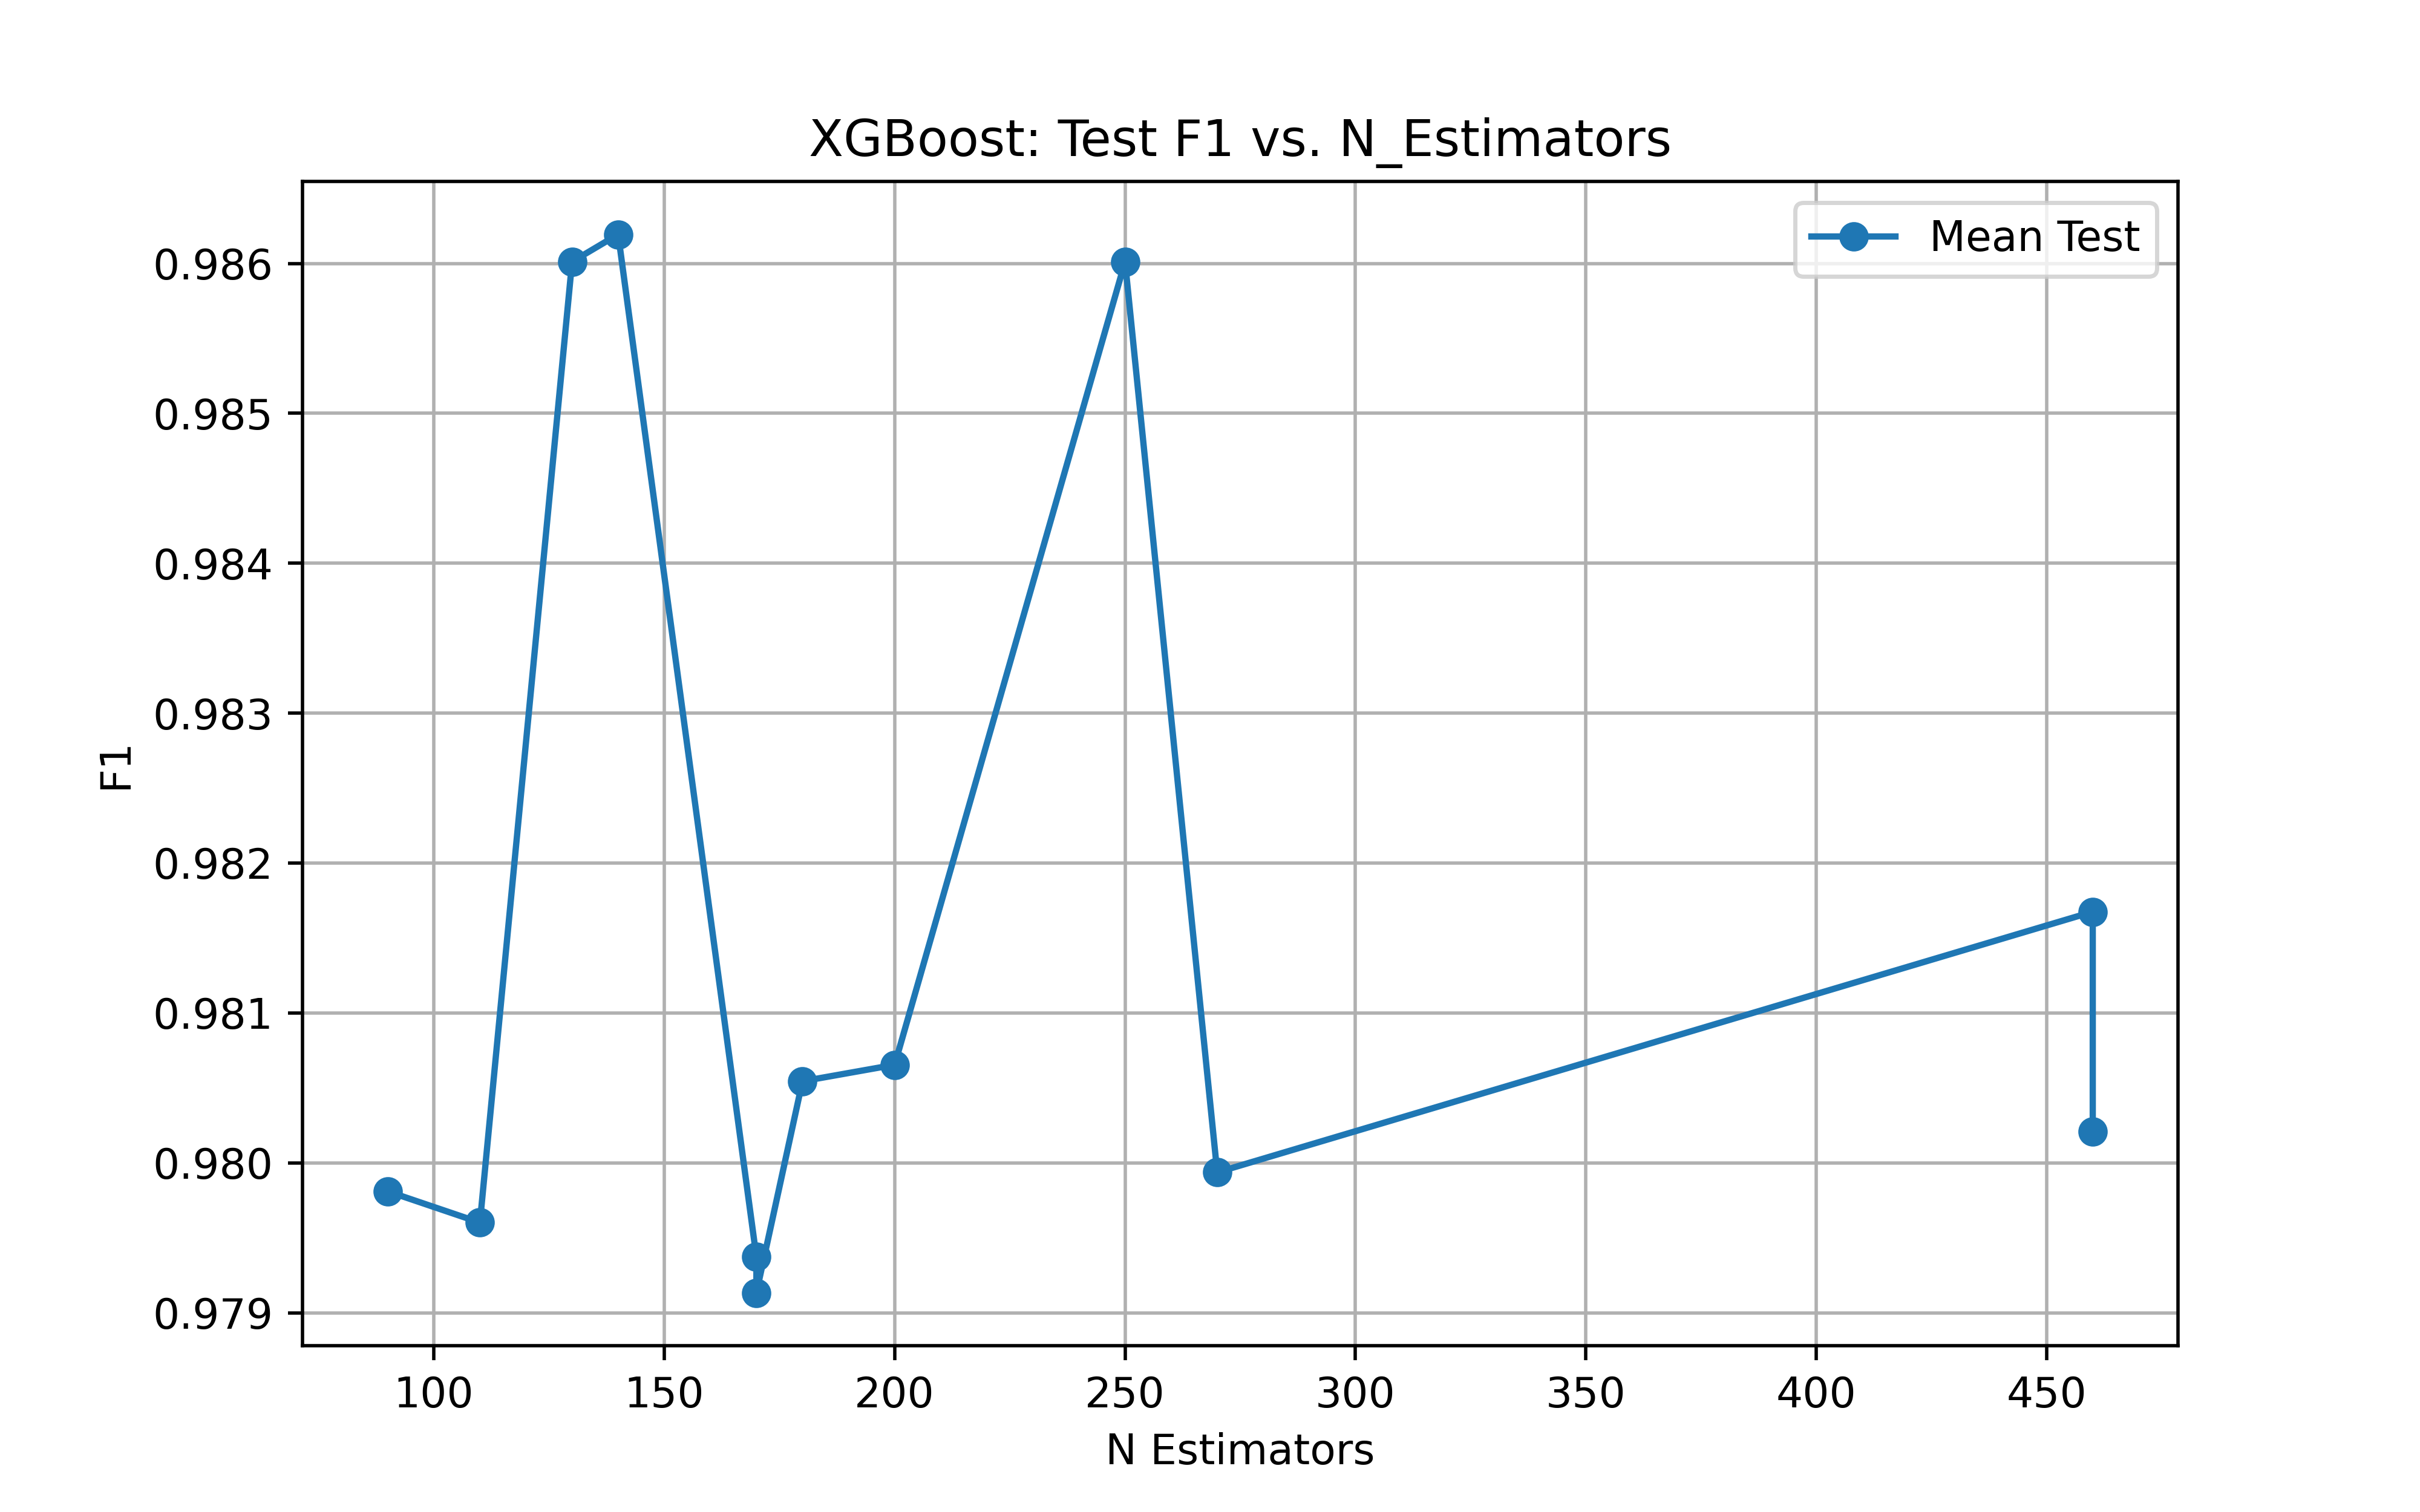 XGBoost: Test F1 vs. N_Estimators
Mean Test
0.986
0.985
0.984
0.983
0.982
0.981
0.980
0.979
F1
100 150 200 250 300 350 400 450
N Estimators